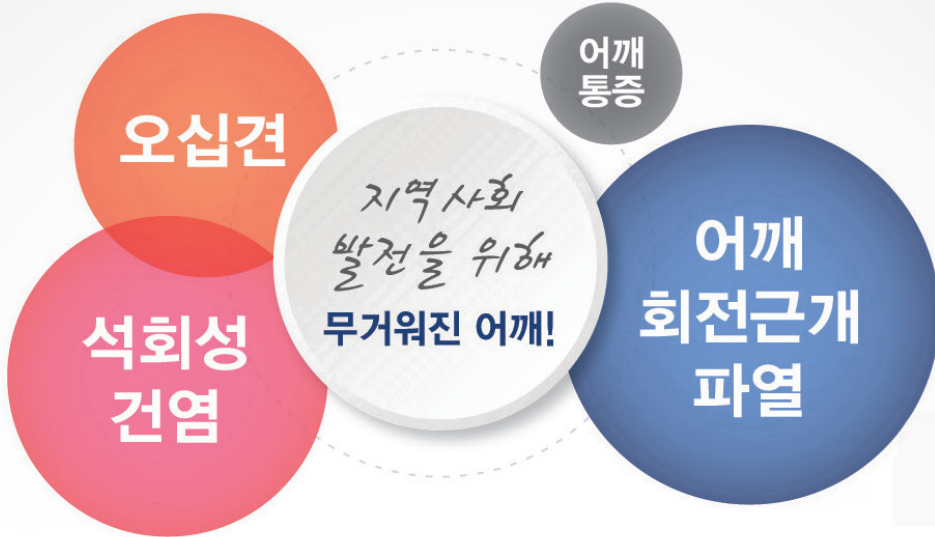 어깨
통증
오십견
지역사회
발전을 위해
무거워진 어깨!
어깨
회전근개
파열
석회성
건염